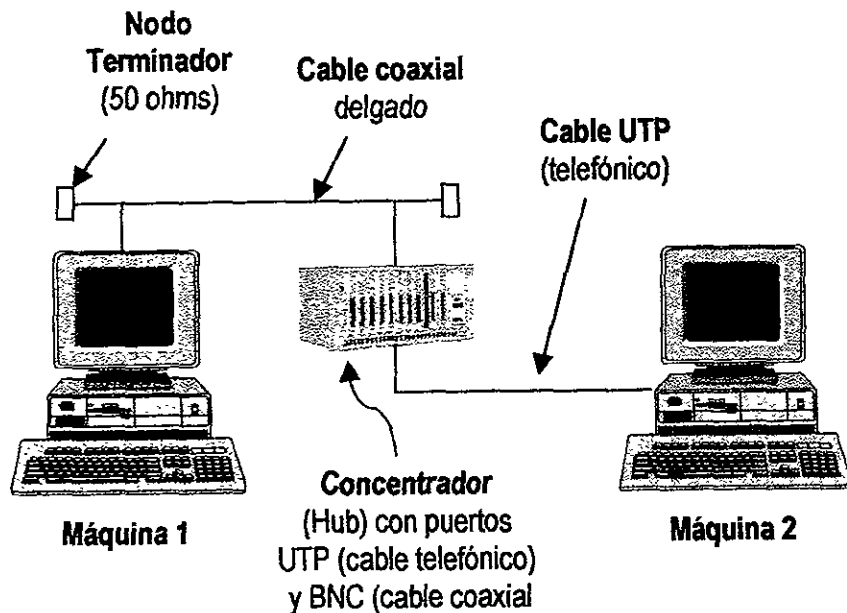 Nodo
Terminador
(50 ohms)
Cable coaxial
delgado
Cable UTP
(telefónico)
Máquina 1
Concentrador
(Hub) con puertos
UTP (cable telefónico)
y BNC (cable coaxial
Máquina 2